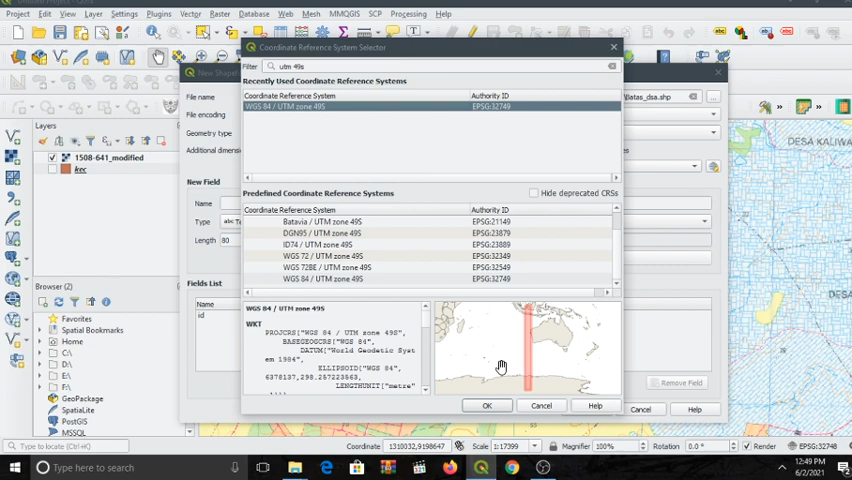 Project Edit View Layer Settings Plugins Vector Raster Database Web Mesh MMQGIS SCP Processing Help
Coordinate Reference System Selector
Filter utm 49s
Recently Used Coordinate Reference Systems
Coordinate Reference System Authority ID
WGS 84 / UTM zone 49S EPSG:32749
Predefined Coordinate Reference Systems Hide deprecated CRSs
Coordinate Reference System Authority ID
Batavia / UTM zone 49S EPSG:21149
DGN95 / UTM zone 49S EPSG:23879
ID74 / UTM zone 49S EPSG:23889
WGS 72 / UTM zone 49S EPSG:32349
WGS 72BE / UTM zone 49S EPSG:32549
WGS 84 / UTM zone 49S EPSG:32749
WGS 84 / UTM zone 49S
WKT
PROJCRS["WGS 84 / UTM zone 49S",
BASEGEOGCRS["WGS 84",
DATUM["World Geodetic Syst
em 1984",
ELLIPSOID["WGS 84",
6378137,298.257223563,
LENGTHUNIT["metre"
OK Cancel Help
New Shapef
File name Batas_dsa.shp ...
File encoding
Geometry type
Additional dimens
New Field
Name
Type abc Te
Length 80
Fields List
Name
id
Remove Field
Cancel Help
Layers
1508-641_modified
kec
Browser (2)
Favorites
Spatial Bookmarks
Home
C:\
D:\
E:\
F:\
GeoPackage
SpatiaLite
PostGIS
MSSQL
DESA KALIWA
DESA
Type to locate (Ctrl+K) Coordinate 1310032,9198647 Scale 1:17399 Magnifier 100% Rotation 0.0 ° Render EPSG:32748
Type here to search
12:49 PM
6/2/2021